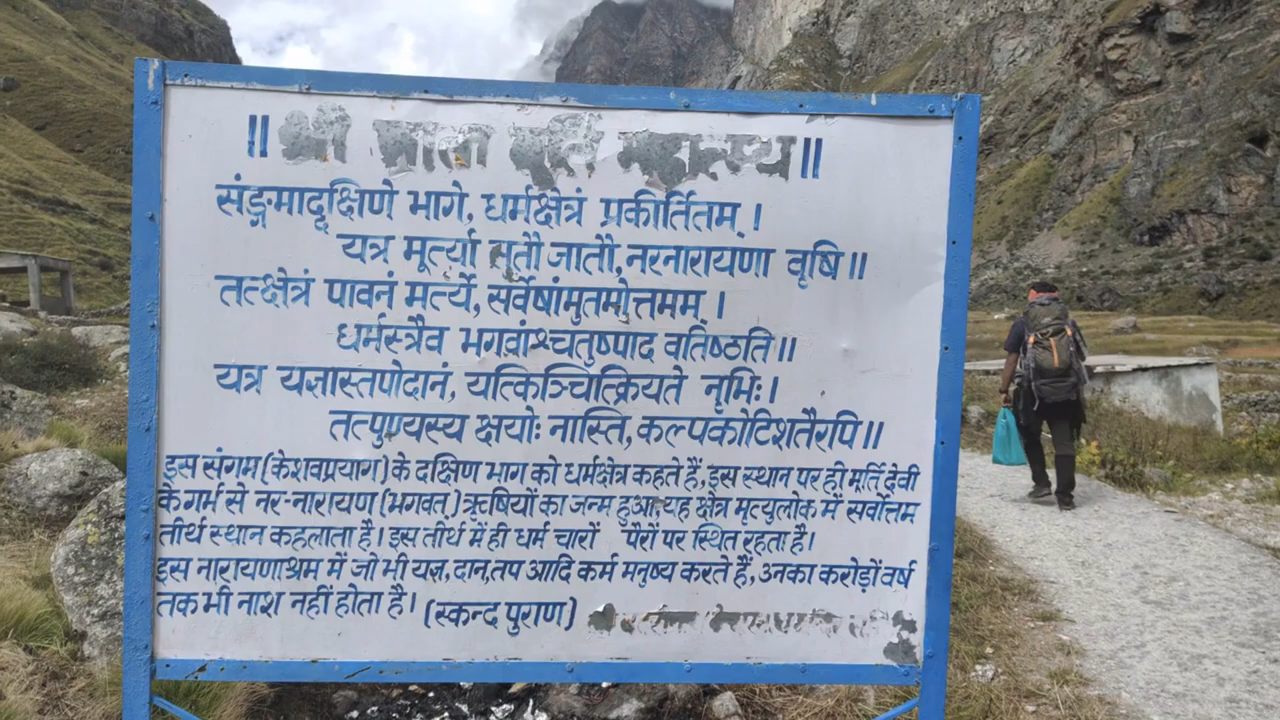 ॥ श्री माता मूर्ति महात्म्य ॥
संङ्गमाद्दक्षिणे भागे, धर्मक्षेत्रं प्रकीर्तितम् ।
यत्र मूर्त्या सुतौ जातौ, नरनारायणा वृषि ॥
तत्क्षेत्रं पावनं मर्त्ये, सर्वेषांमुतमोत्तमम् ।
धर्मस्त्रैव भगवांश्चतुष्पाद वतिष्ठति ॥
यत्र यज्ञास्तपोदानं, यत्किञ्चित्क्रियते नृभिः ।
तत्पुण्यस्य क्षयोः नास्ति, कल्पकोटिशतैरपि ॥
इस संगम (केशवप्रयाग) के दक्षिण भाग को धर्मक्षेत्र कहते हैं, इस स्थान पर ही मूर्ति देवी
के गर्भ से नर-नारायण (भगवत्) ऋषियों का जन्म हुआ, यह क्षेत्र मृत्युलोक में सर्वोत्तम
तीर्थ स्थान कहलाता है। इस तीर्थ में ही धर्म चारों पैरों पर स्थित रहता है।
इस नारायणाश्रम में जो भी यज्ञ, दान, तप आदि कर्म मनुष्य करते हैं, उनका करोड़ों वर्ष
तक भी नाश नहीं होता है। (स्कन्द पुराण)